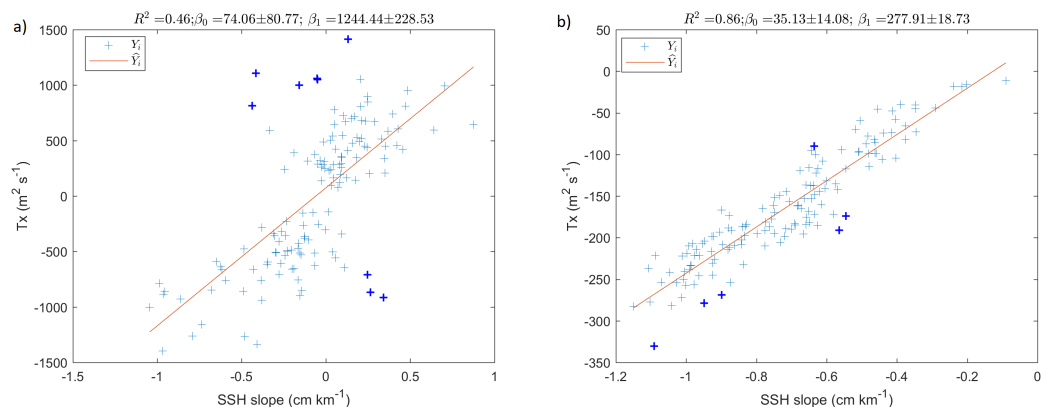 a)
R² =0.46;β₀ =74.06±80.77; β₁ =1244.44±228.53
1500
1000
500
0
-500
-1000
-1500
Tx (m² s⁻¹)
Yᵢ
Ŷᵢ
-1.5
-1
-0.5
0
0.5
1
SSH slope (cm km⁻¹)
b)
R² =0.86;β₀ =35.13±14.08; β₁ =277.91±18.73
50
0
-50
-100
-150
-200
-250
-300
-350
Tx (m² s⁻¹)
Yᵢ
Ŷᵢ
-1.2
-1
-0.8
-0.6
-0.4
-0.2
0
SSH slope (cm km⁻¹)